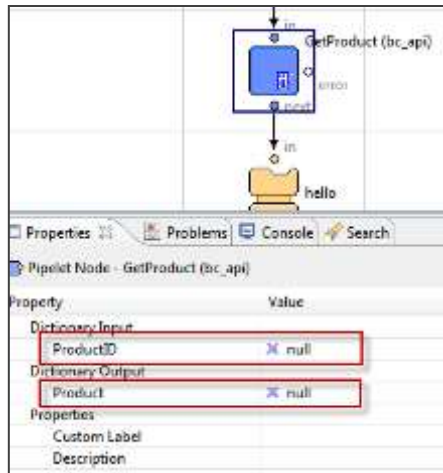 in
GetProduct (bc_api)
error
next
in
hello
Properties Problems Console Search
Pipelet Node - GetProduct (bc_api)
Property Value
Dictionary Input
ProductID null
Dictionary Output
Product null
Properties
Custom Label
Description